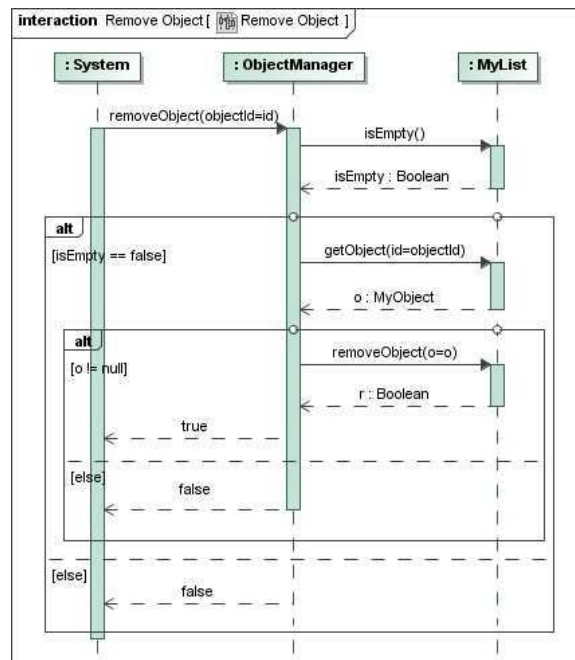 interaction Remove Object [ Remove Object ]
: System
: ObjectManager
: MyList
removeObject(objectId=id)
isEmpty()
isEmpty : Boolean
alt
[isEmpty == false]
getObject(id=objectId)
o : MyObject
alt
[o != null]
removeObject(o=o)
r : Boolean
true
[else]
false
[else]
false